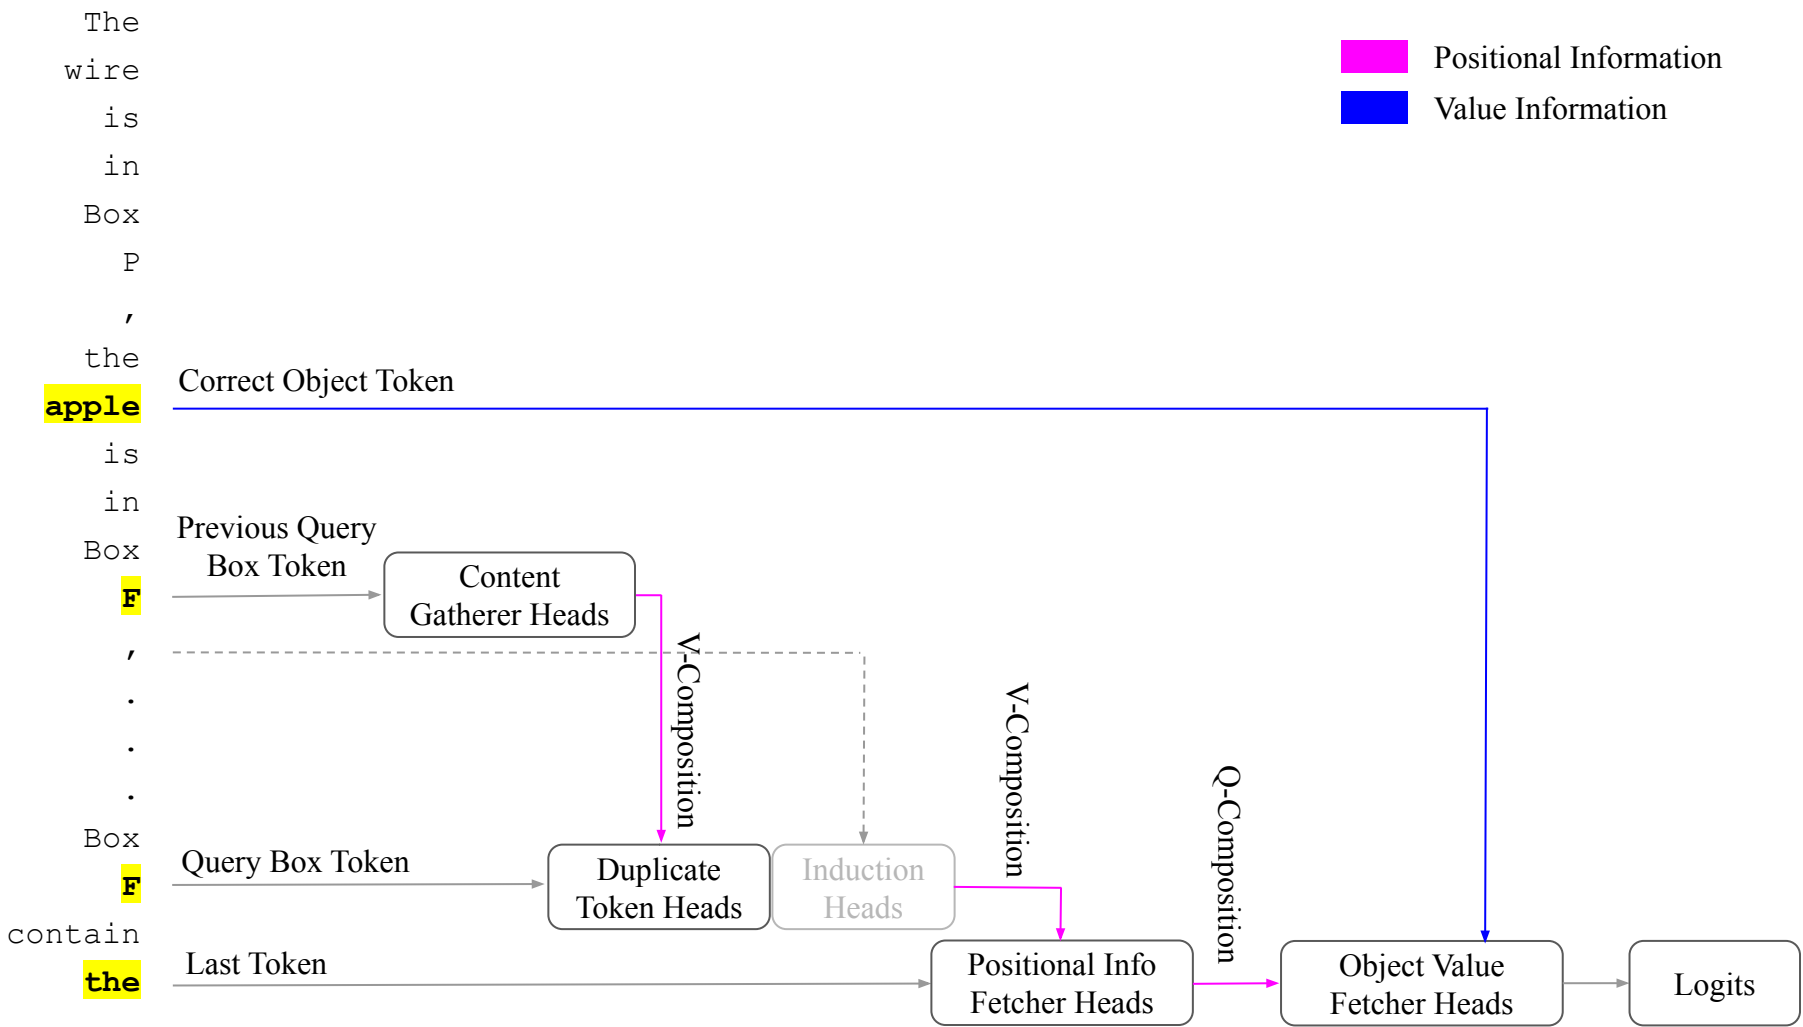 The
wire
is
in
Box
P
,
the
apple
is
in
Box
F
,
.
.
.
Box
F
contain
the
Positional Information
Value Information
Correct Object Token
Previous Query
Box Token
Content
Gatherer Heads
V-Composition
Query Box Token
Duplicate
Token Heads
Induction
Heads
V-Composition
Last Token
Positional Info
Fetcher Heads
Q-Composition
Object Value
Fetcher Heads
Logits